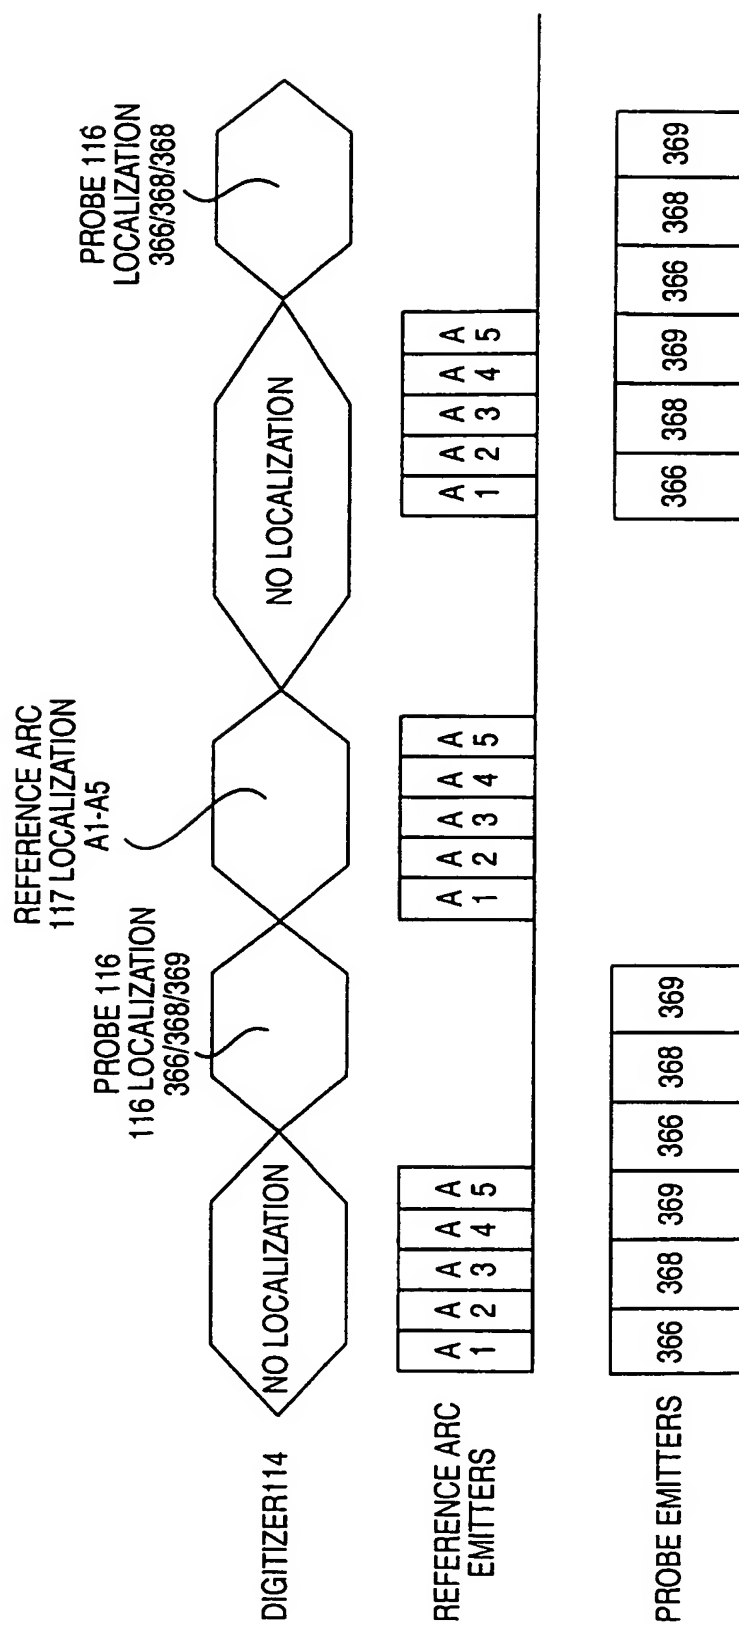 PROBE 116
LOCALIZATION
366/368/368
REFERENCE ARC
117 LOCALIZATION
A1-A5
PROBE 116
116 LOCALIZATION
366/368/369
DIGITIZER114
NO LOCALIZATION
NO LOCALIZATION
REFERENCE ARC
EMITTERS
A A A A A
1 2 3 4 5
A A A A A
1 2 3 4 5
A A A A A
1 2 3 4 5
PROBE EMITTERS
366 368 369 366 368 369
366 368 369 366 368 369